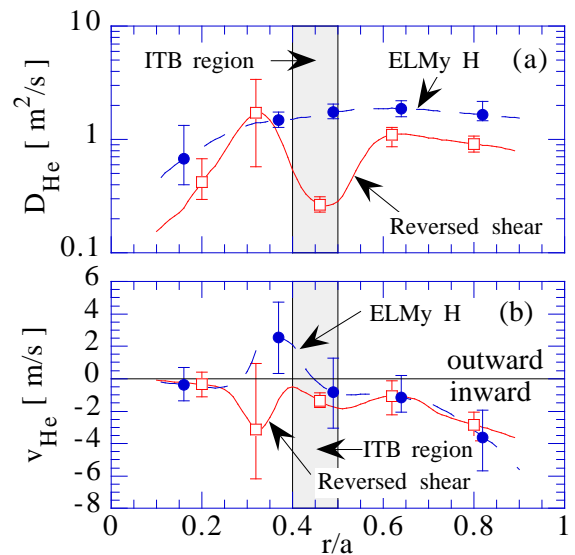 10
ITB region
ELMy H
(a)
1
D_He [ m²/s ]
Reversed shear
0.1
6
(b)
4
ELMy H
2
outward
0
v_He [ m/s ]
inward
-2
-4
ITB region
-6
Reversed shear
-8
0 0.2 0.4 0.6 0.8 1
r/a